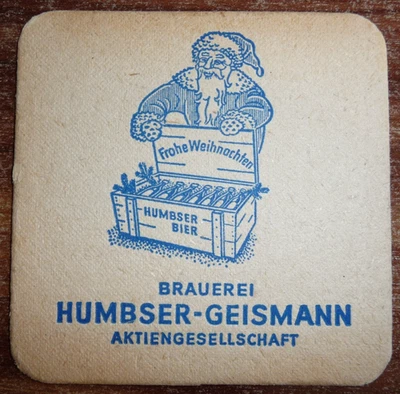 Frohe Weihnachten
HUMBSER
BIER
BRAUEREI
HUMBSER-GEISMANN
AKTIENGESELLSCHAFT